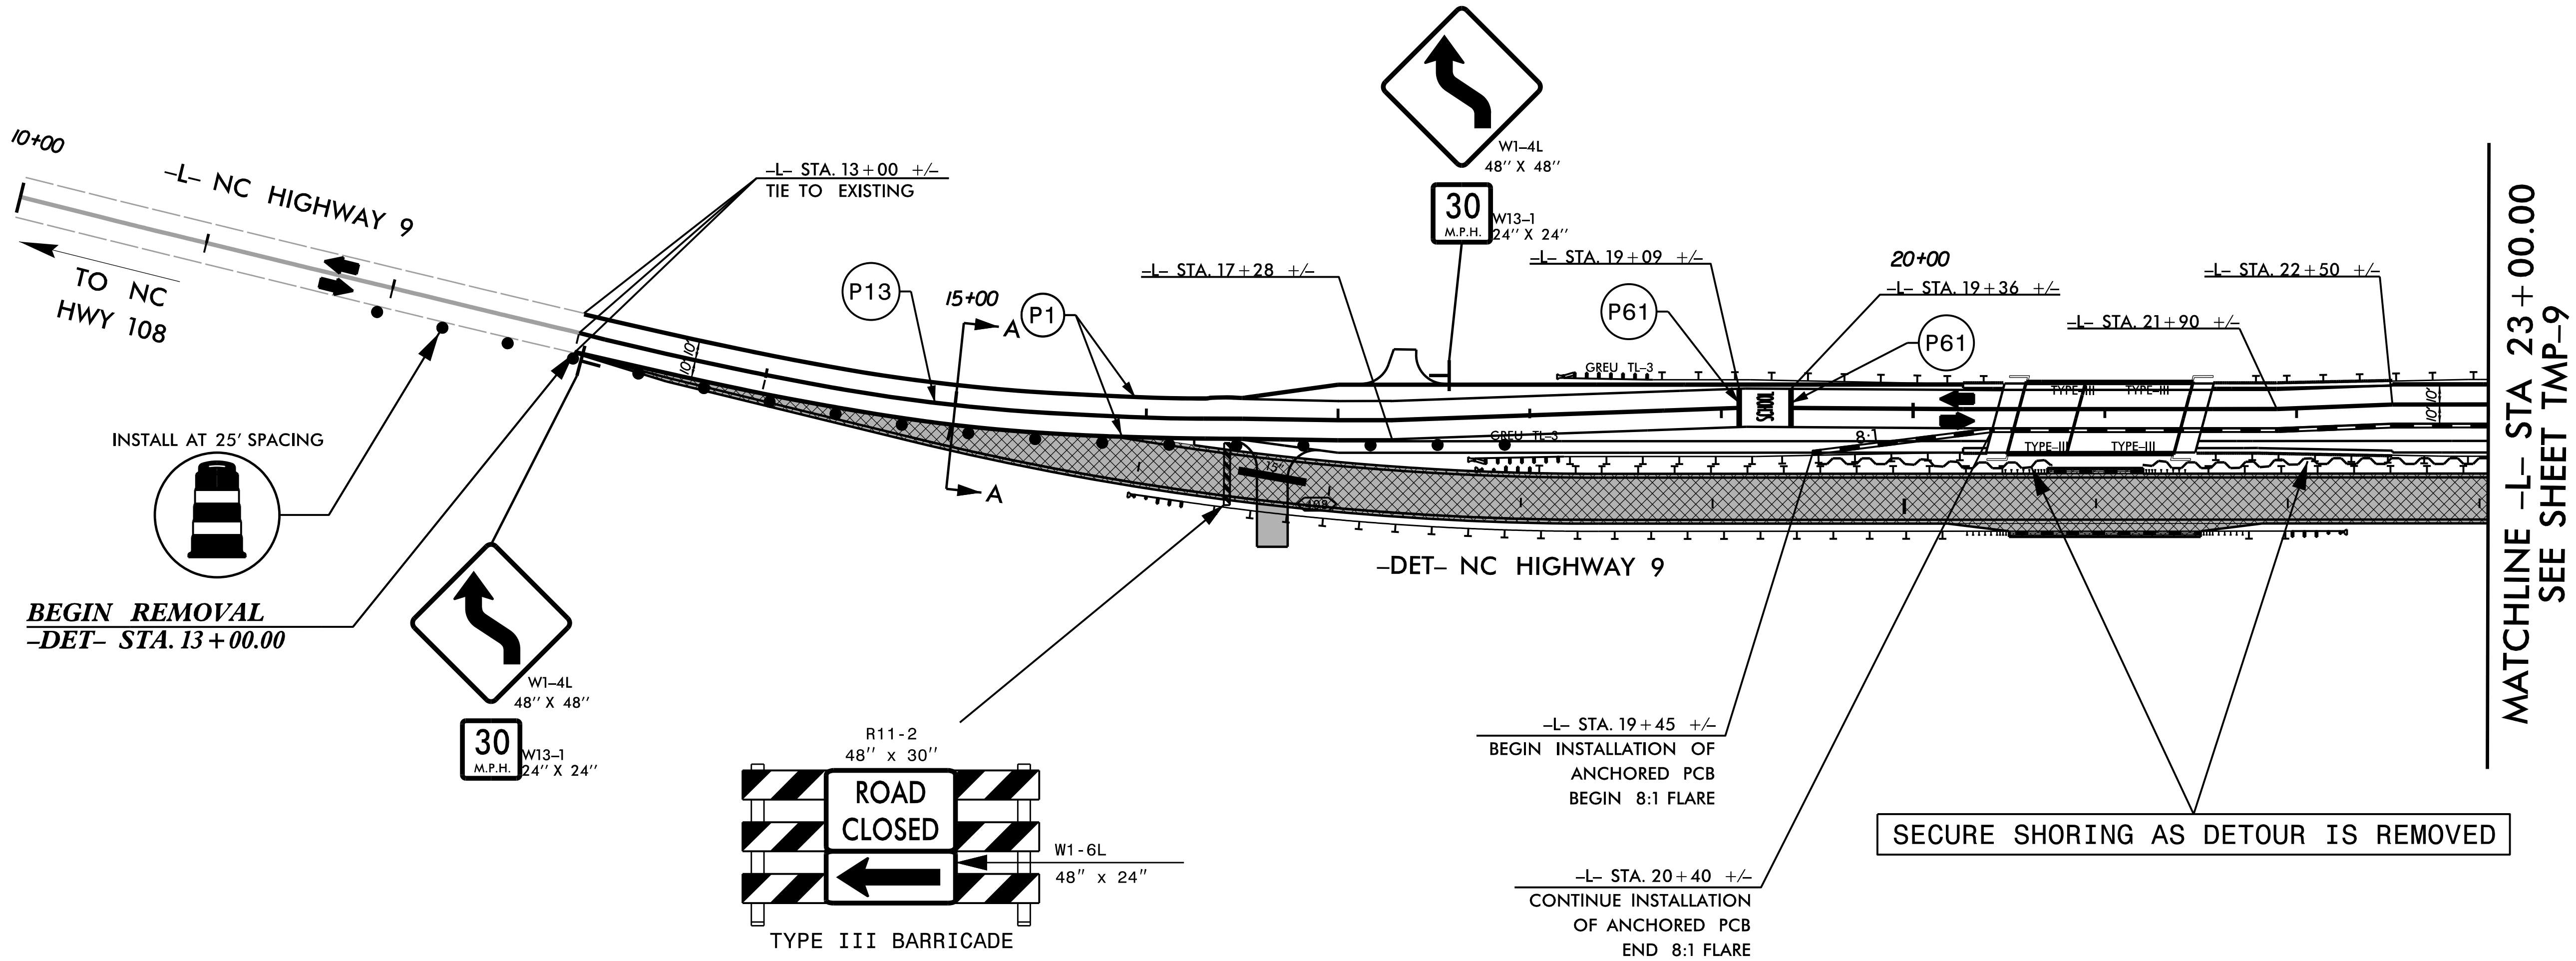 W1–4L
48'' X 48''
30
M.P.H.
W13–1
24'' X 24''
10+00
–L– NC HIGHWAY 9
TO NC
HWY 108
–L– STA. 13+00 +/–
TIE TO EXISTING
P13
15+00
A
P1
–L– STA. 17+28 +/–
–L– STA. 19+09 +/–
P61
20+00
–L– STA. 19+36 +/–
P61
–L– STA. 21+90 +/–
–L– STA. 22+50 +/–
10' 10'
GREU TL–3
SCHOOL
TYPE–III
TYPE–III
10' 10'
GREU TL–3
8:1
TYPE–III
TYPE–III
15"
A
–DET– NC HIGHWAY 9
MATCHLINE –L– STA 23+00.00
SEE SHEET TMP–9
INSTALL AT 25' SPACING
BEGIN REMOVAL
–DET– STA. 13+00.00
W1–4L
48'' X 48''
30
M.P.H.
W13–1
24'' X 24''
R11-2
48" x 30"
ROAD
CLOSED
W1-6L
48" x 24"
TYPE III BARRICADE
–L– STA. 19+45 +/–
BEGIN INSTALLATION OF
ANCHORED PCB
BEGIN 8:1 FLARE
–L– STA. 20+40 +/–
CONTINUE INSTALLATION
OF ANCHORED PCB
END 8:1 FLARE
SECURE SHORING AS DETOUR IS REMOVED